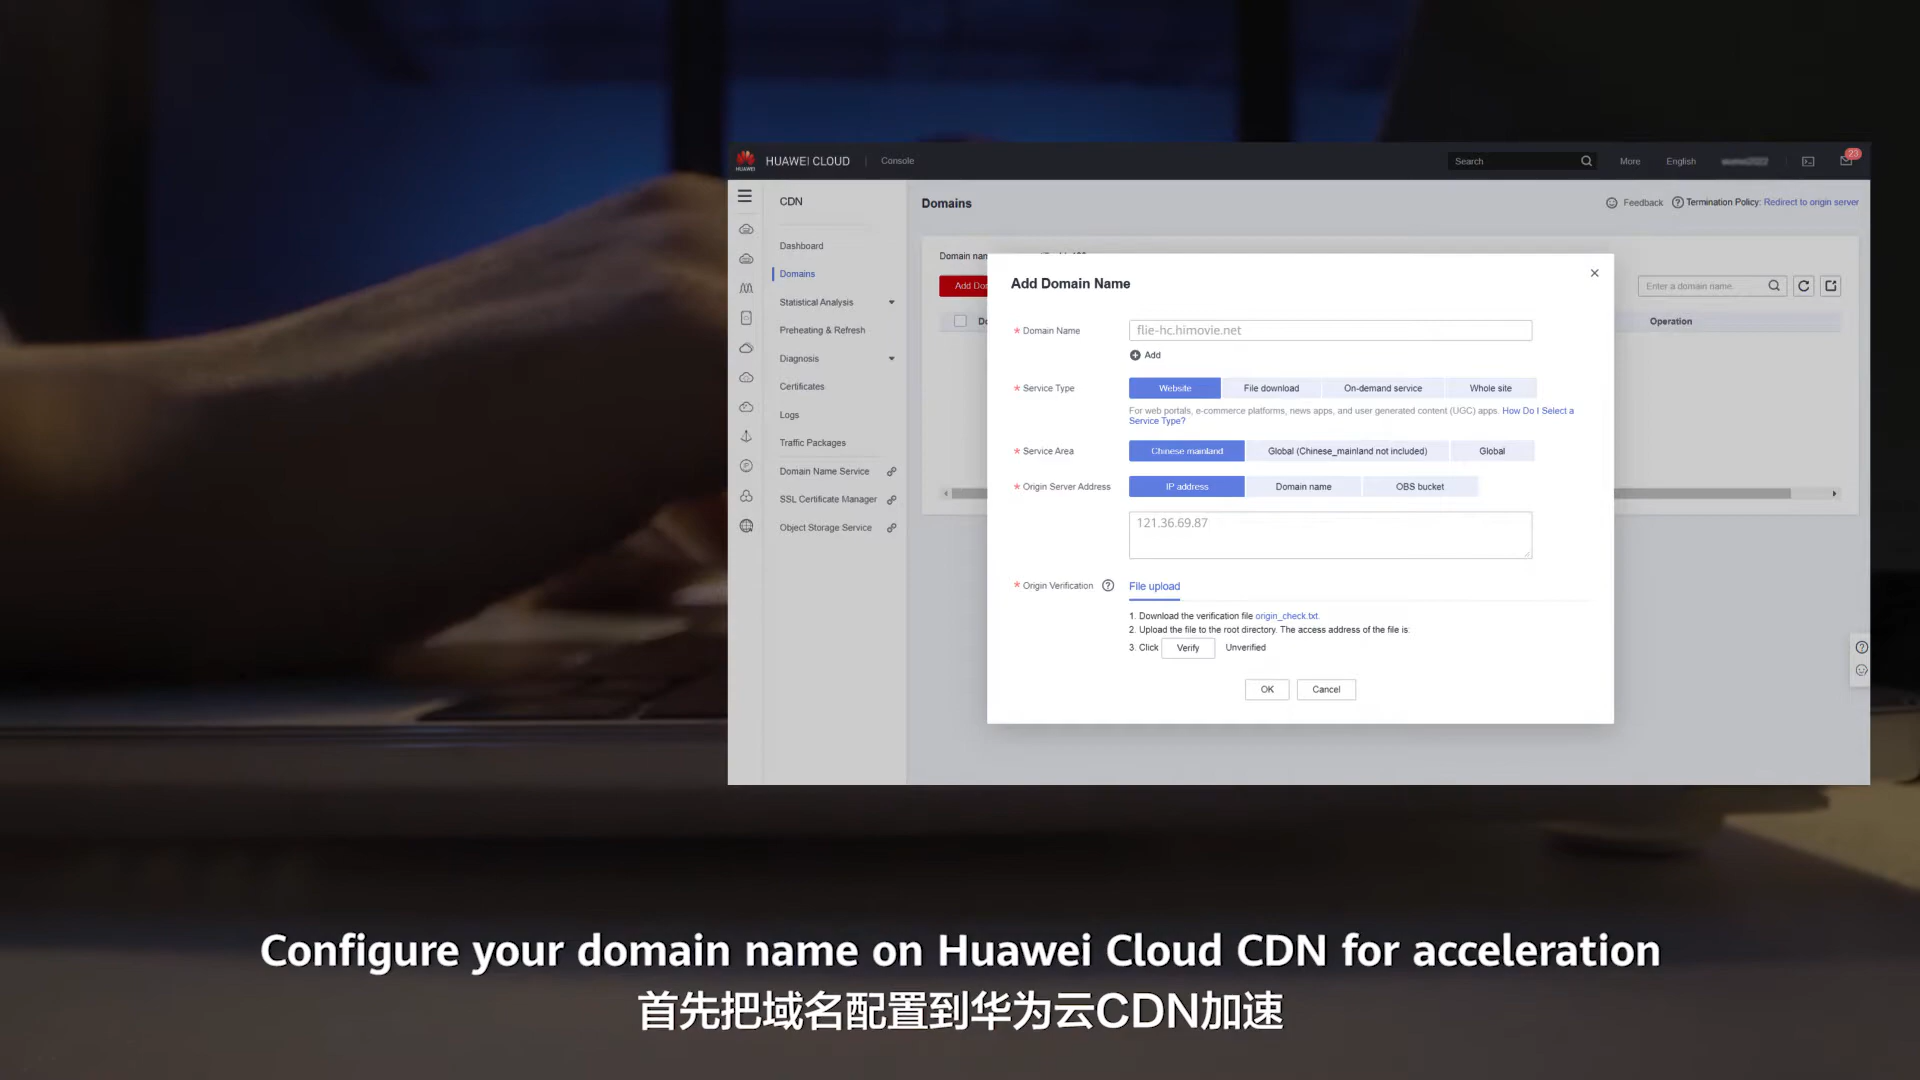 HUAWEI
HUAWEI CLOUD
Console
Search
More
English
23
CDN
Dashboard
Domains
Statistical Analysis
Preheating & Refresh
Diagnosis
Certificates
Logs
Traffic Packages
Domain Name Service
SSL Certificate Manager
Object Storage Service
Domains
Feedback
Termination Policy: Redirect to origin server
Domain
Add
Enter a domain name.
Operation
Add Domain Name
* Domain Name
flie-hc.himovie.net
Add
* Service Type
Website
File download
On-demand service
Whole site
For web portals, e-commerce platforms, news apps, and user generated content (UGC) apps. How Do I Select a
Service Type?
* Service Area
Chinese mainland
Global (Chinese_mainland not included)
Global
* Origin Server Address
IP address
Domain name
OBS bucket
121.36.69.87
* Origin Verification
File upload
1. Download the verification file origin_check.txt.
2. Upload the file to the root directory. The access address of the file is:
3. Click Verify Unverified
OK
Cancel
Configure your domain name on Huawei Cloud CDN for acceleration
首先把域名配置到华为云CDN加速